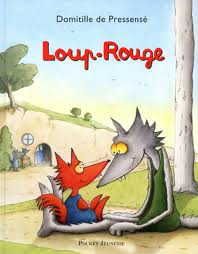 Domitille de Pressensé
Loup-Rouge
POCKET JEUNESSE